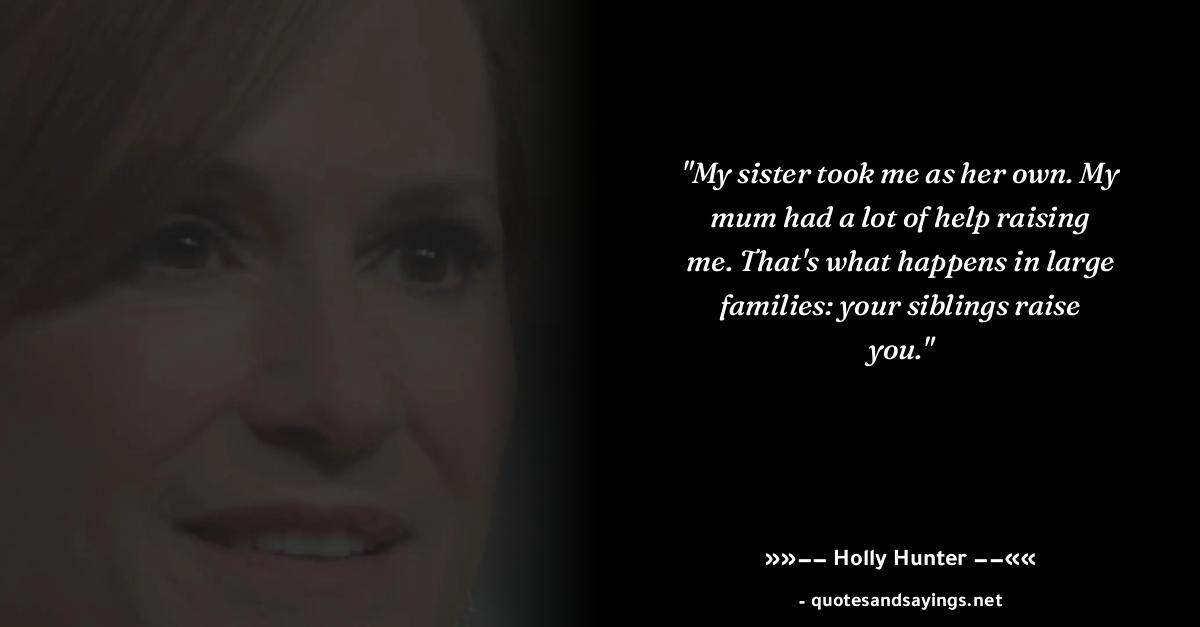 "My sister took me as her own. My
mum had a lot of help raising
me. That's what happens in large
families: your siblings raise
you."
»»—— Holly Hunter ——««
- quotesandsayings.net